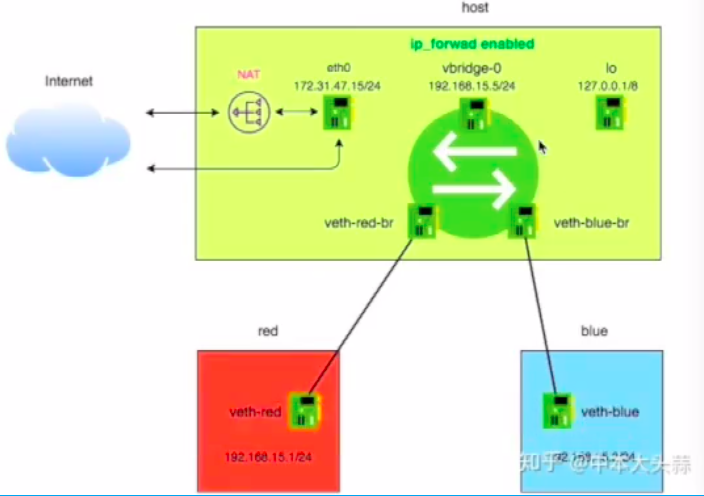 host
ip_forwad enabled
Internet
NAT
eth0
172.31.47.15/24
vbridge-0
192.168.15.5/24
lo
127.0.0.1/8
veth-red-br
veth-blue-br
red
blue
veth-red
veth-blue
192.168.15.1/24
知乎 @中本大头蒜